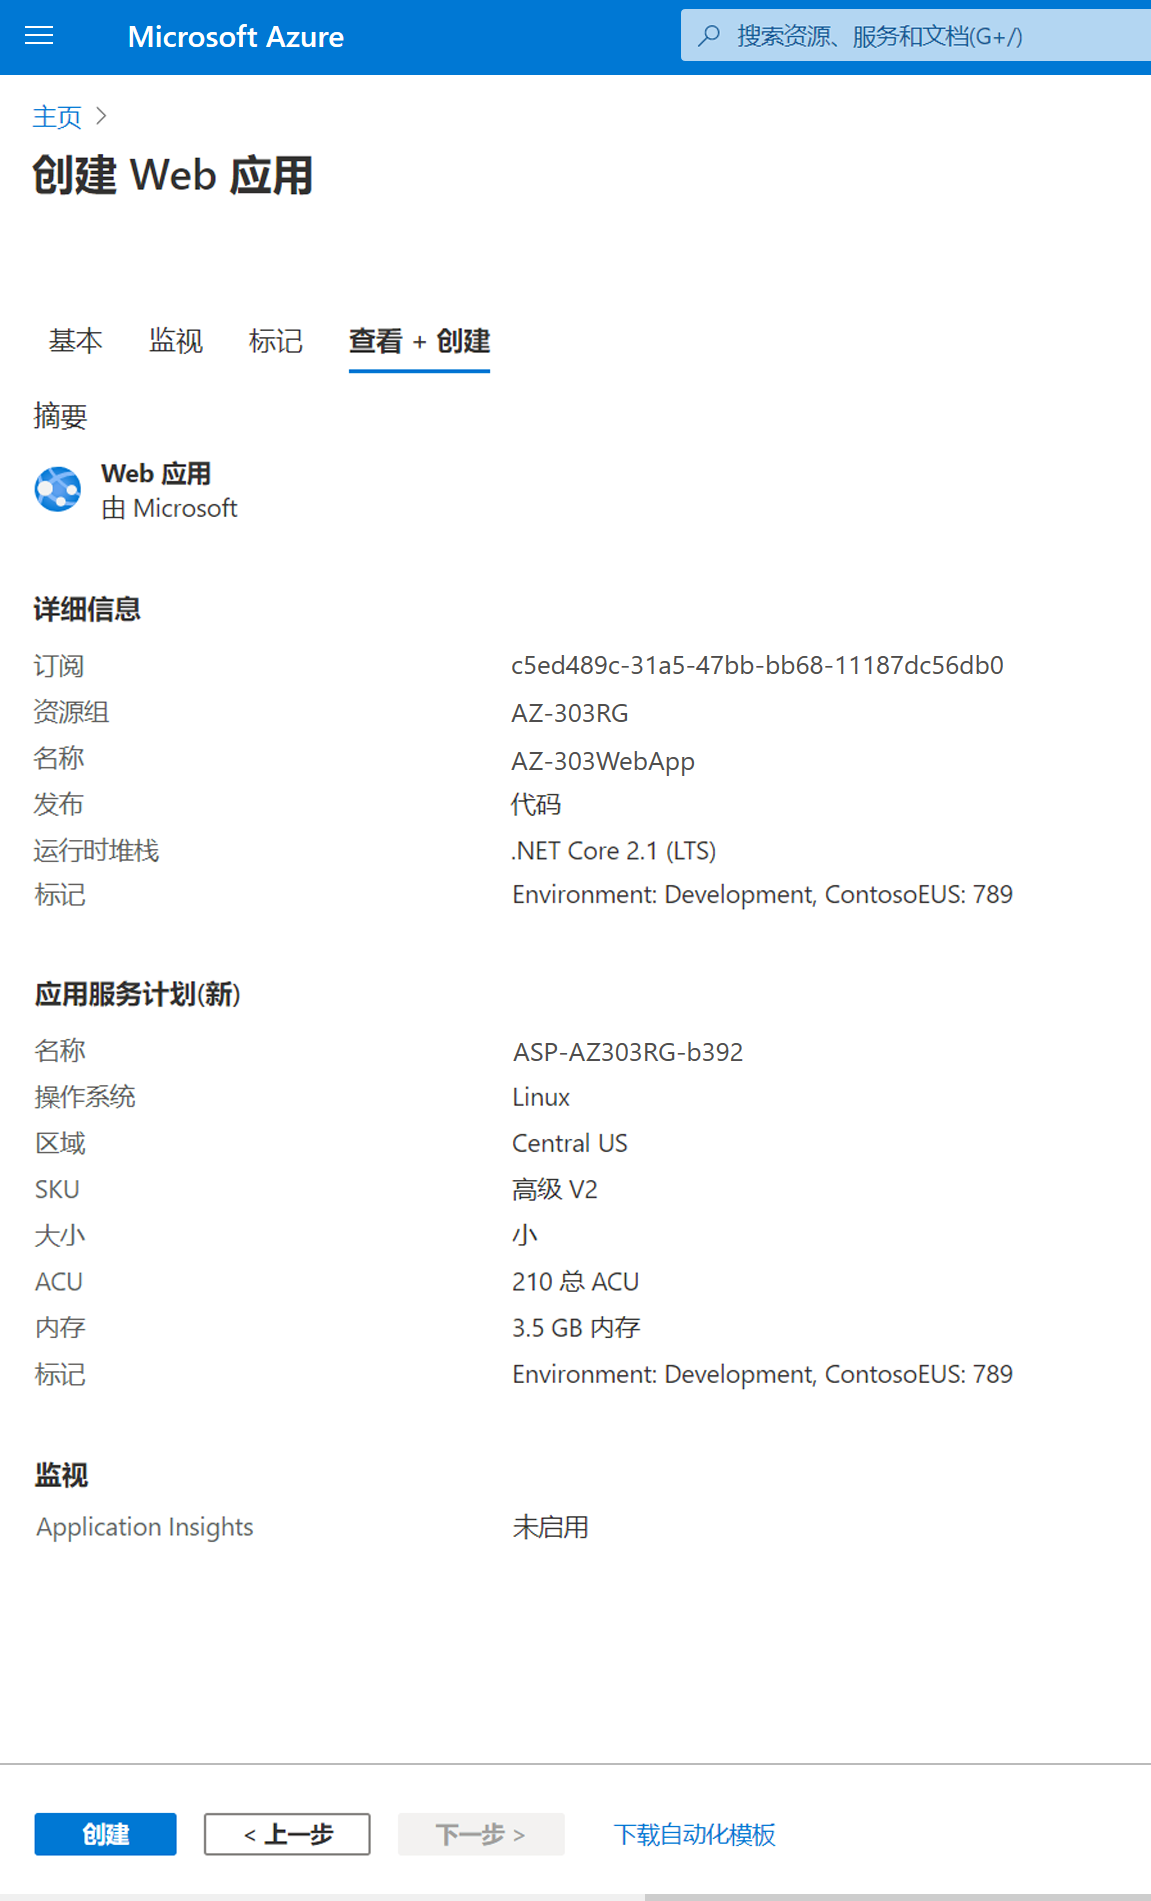 Microsoft Azure
搜索资源、服务和文档(G+/)
主页 >
创建 Web 应用
基本 监视 标记 查看 + 创建
摘要
Web 应用
由 Microsoft
详细信息
订阅 c5ed489c-31a5-47bb-bb68-11187dc56db0
资源组 AZ-303RG
名称 AZ-303WebApp
发布 代码
运行时堆栈 .NET Core 2.1 (LTS)
标记 Environment: Development, ContosoEUS: 789
应用服务计划(新)
名称 ASP-AZ303RG-b392
操作系统 Linux
区域 Central US
SKU 高级 V2
大小 小
ACU 210 总 ACU
内存 3.5 GB 内存
标记 Environment: Development, ContosoEUS: 789
监视
Application Insights 未启用
创建 < 上一步 下一步 > 下载自动化模板